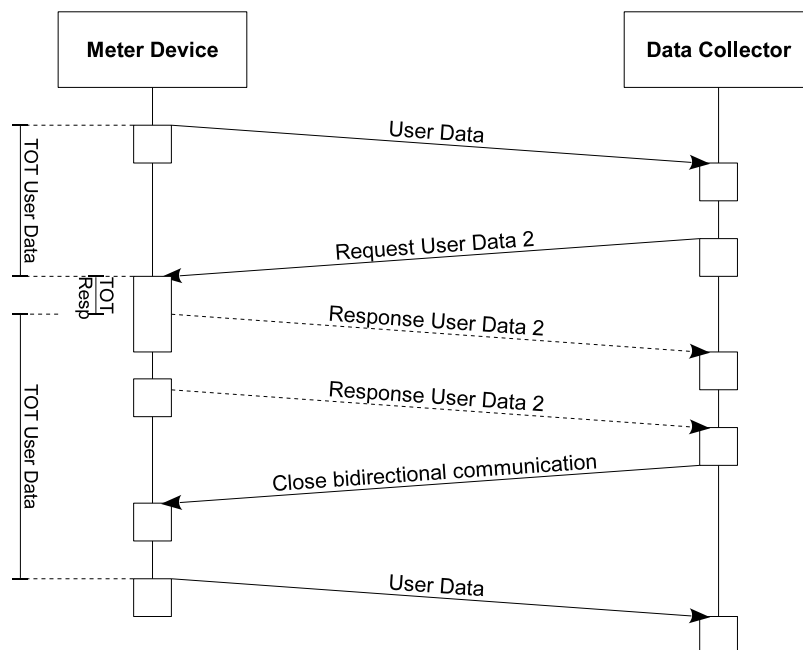 Meter Device
Data Collector
User Data
TOT User Data
Request User Data 2
TOT
Resp
Response User Data 2
Response User Data 2
TOT User Data
Close bidirectional communication
User Data